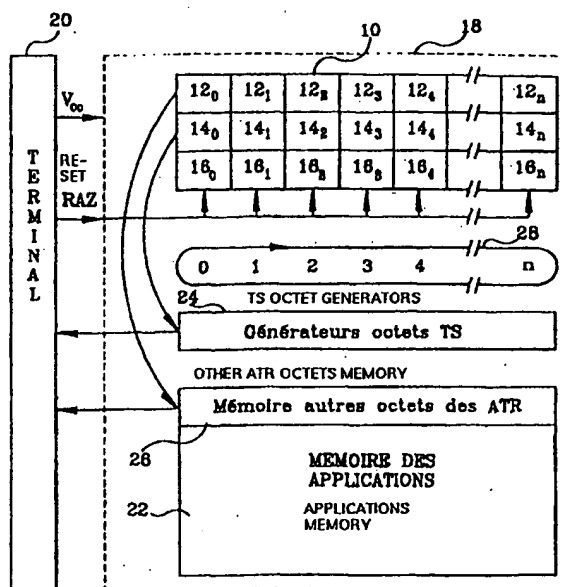 20
10
18
V∞
12₀ 12₁ 12₂ 12₃ 12₄ 12ₙ
14₀ 14₁ 14₂ 14₃ 14₄ 14ₙ
16₀ 16₁ 16₂ 16₃ 16₄ 16ₙ
TERMINAL
RE-
SET
RAZ
28
0 1 2 3 4 n
TS OCTET GENERATORS
24
Générateurs octets TS
OTHER ATR OCTETS MEMORY
Mémoire autres octets des ATR
26
MEMOIRE DES
APPLICATIONS
22
APPLICATIONS
MEMORY